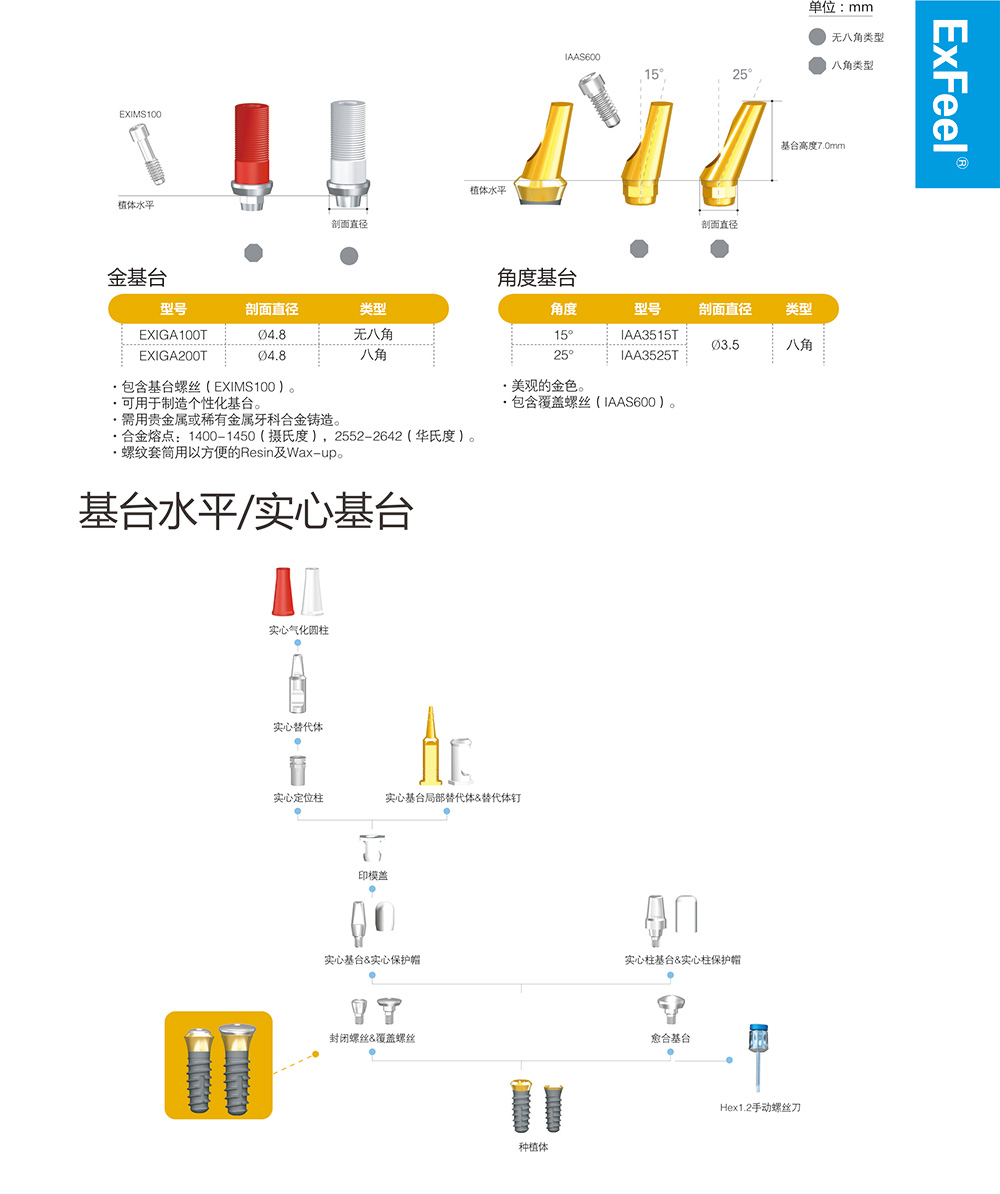 单位：mm
无八角类型
八角类型
ExFeel®
EXIMS100
植体水平
剖面直径
金基台
型号 剖面直径 类型
EXIGA100T Ø4.8 无八角
EXIGA200T Ø4.8 八角
・包含基台螺丝（EXIMS100）。
・可用于制造个性化基台。
・需用贵金属或稀有金属牙科合金铸造。
・合金熔点：1400-1450（摄氏度），2552-2642（华氏度）。
・螺纹套筒用以方便的Resin及Wax-up。
IAAS600
15°
25°
基台高度7.0mm
植体水平
剖面直径
角度基台
角度 型号 剖面直径 类型
15° IAA3515T Ø3.5 八角
25° IAA3525T
・美观的金色。
・包含覆盖螺丝（IAAS600）。
基台水平/实心基台
实心气化圆柱
实心替代体
实心定位柱
实心基台局部替代体&替代体钉
印模盖
实心基台&实心保护帽
实心柱基台&实心柱保护帽
封闭螺丝&覆盖螺丝
愈合基台
Hex1.2手动螺丝刀
种植体